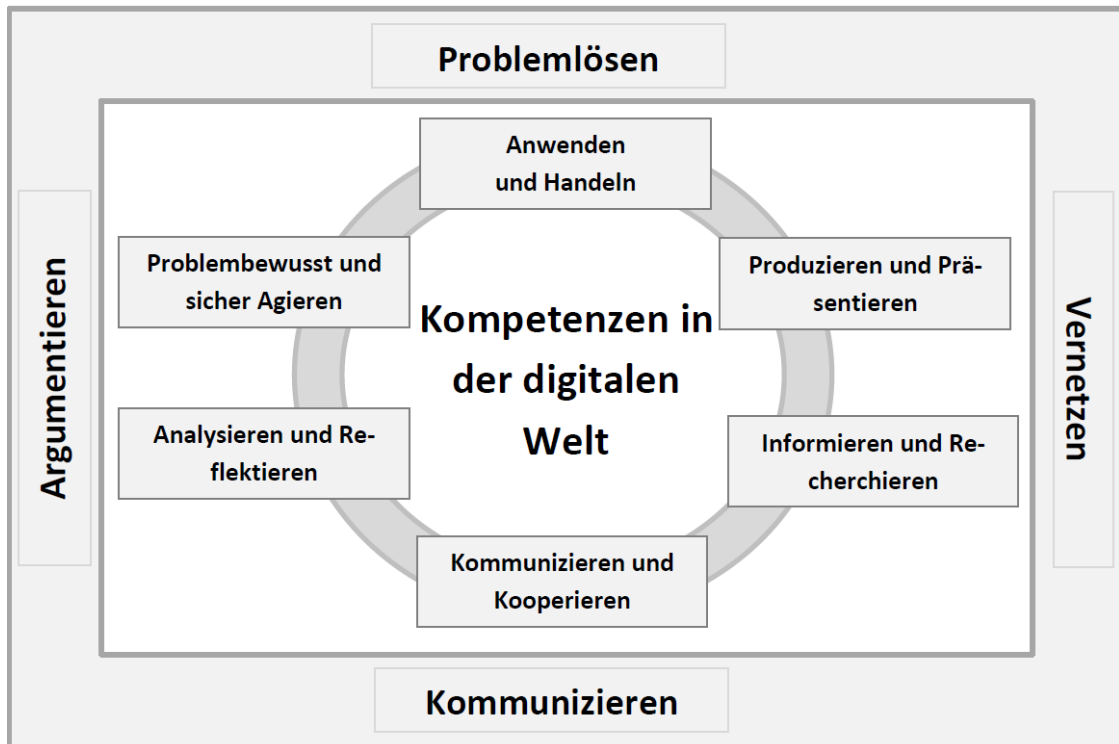 Problemlösen
Anwenden
und Handeln
Problembewusst und
sicher Agieren
Produzieren und Prä-
sentieren
Argumentieren
Kompetenzen in
der digitalen
Welt
Vernetzen
Analysieren und Re-
flektieren
Informieren und Re-
cherchieren
Kommunizieren und
Kooperieren
Kommunizieren